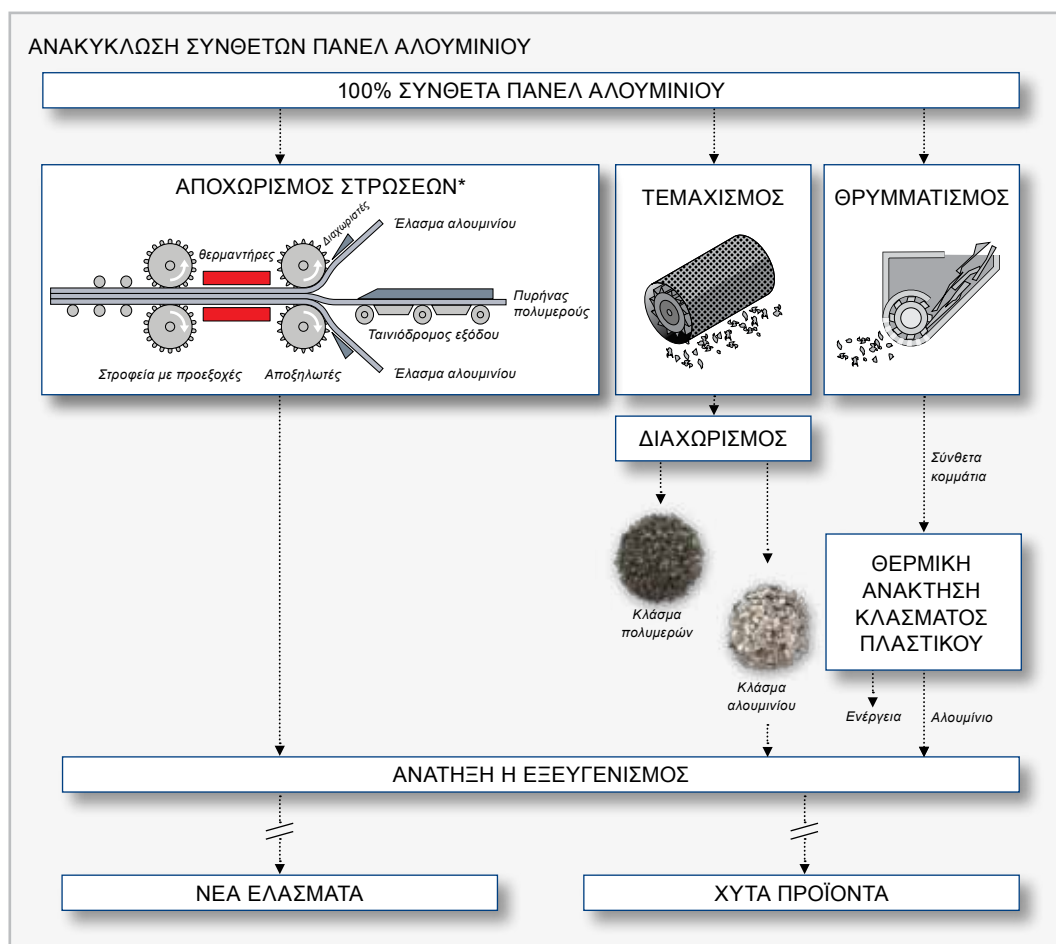 ΑΝΑΚΥΚΛΩΣΗ ΣΥΝΘΕΤΩΝ ΠΑΝΕΛ ΑΛΟΥΜΙΝΙΟΥ
100% ΣΥΝΘΕΤΑ ΠΑΝΕΛ ΑΛΟΥΜΙΝΙΟΥ
ΑΠΟΧΩΡΙΣΜΟΣ ΣΤΡΩΣΕΩΝ*
Διαχωριστές
Έλασμα αλουμινίου
θερμαντήρες
Πυρήνας
πολυμερούς
Ταινιόδρομος εξόδου
Στροφεία με προεξοχές
Αποξηλωτές
Έλασμα αλουμινίου
ΤΕΜΑΧΙΣΜΟΣ
ΘΡΥΜΜΑΤΙΣΜΟΣ
ΔΙΑΧΩΡΙΣΜΟΣ
Σύνθετα
κομμάτια
Κλάσμα
πολυμερών
Κλάσμα
αλουμινίου
ΘΕΡΜΙΚΗ
ΑΝΑΚΤΗΣΗ
ΚΛΑΣΜΑΤΟΣ
ΠΛΑΣΤΙΚΟΥ
Ενέργεια
Αλουμίνιο
ΑΝΑΤΗΞΗ Η ΕΞΕΥΓΕΝΙΣΜΟΣ
ΝΕΑ ΕΛΑΣΜΑΤΑ
ΧΥΤΑ ΠΡΟΪΟΝΤΑ